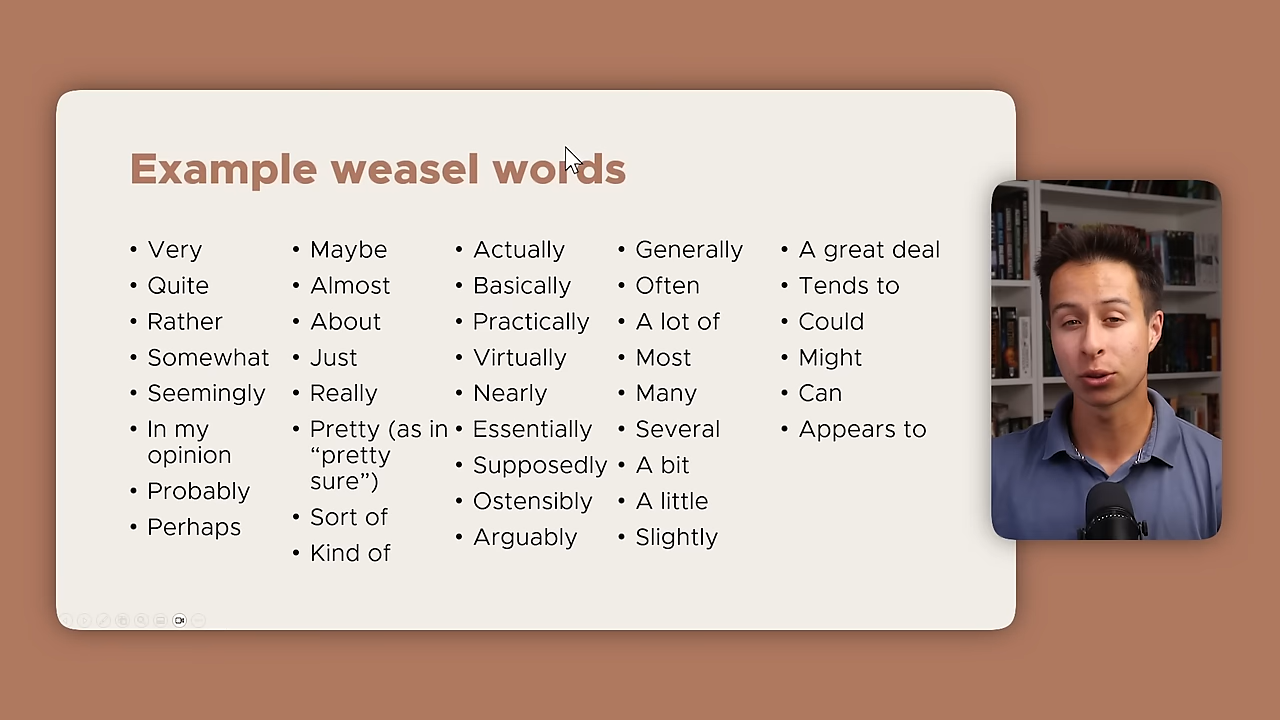 Example weasel words
• Very
• Quite
• Rather
• Somewhat
• Seemingly
• In my
opinion
• Probably
• Perhaps
• Maybe
• Almost
• About
• Just
• Really
• Pretty (as in
“pretty
sure”)
• Sort of
• Kind of
• Actually
• Basically
• Practically
• Virtually
• Nearly
• Essentially
• Supposedly
• Ostensibly
• Arguably
• Generally
• Often
• A lot of
• Most
• Many
• Several
• A bit
• A little
• Slightly
• A great deal
• Tends to
• Could
• Might
• Can
• Appears to